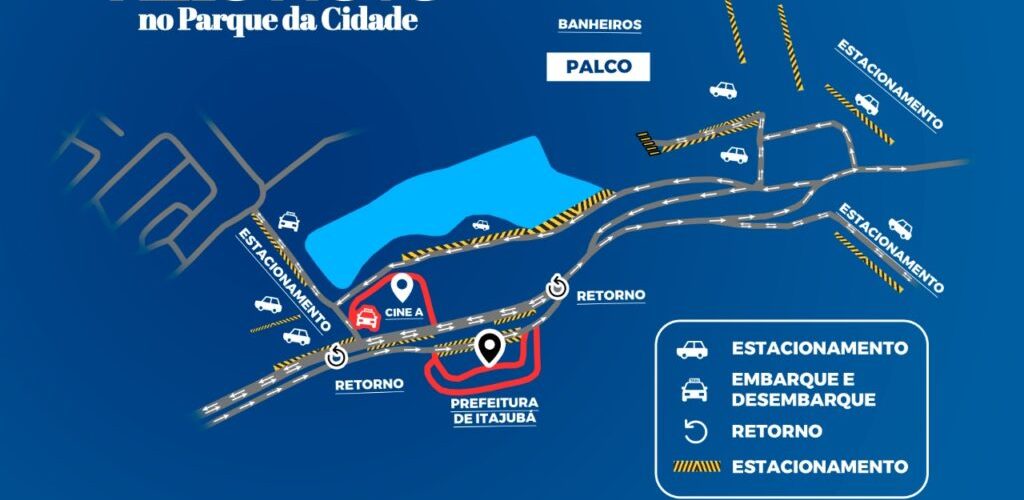 no Parque da Cidade
BANHEIROS
PALCO
ESTACIONAMENTO
ESTACIONAMENTO
ESTACIONAMENTO
CINE A
RETORNO
RETORNO
PREFEITURA
DE ITAJUBÁ
ESTACIONAMENTO
EMBARQUE E
DESEMBARQUE
RETORNO
ESTACIONAMENTO